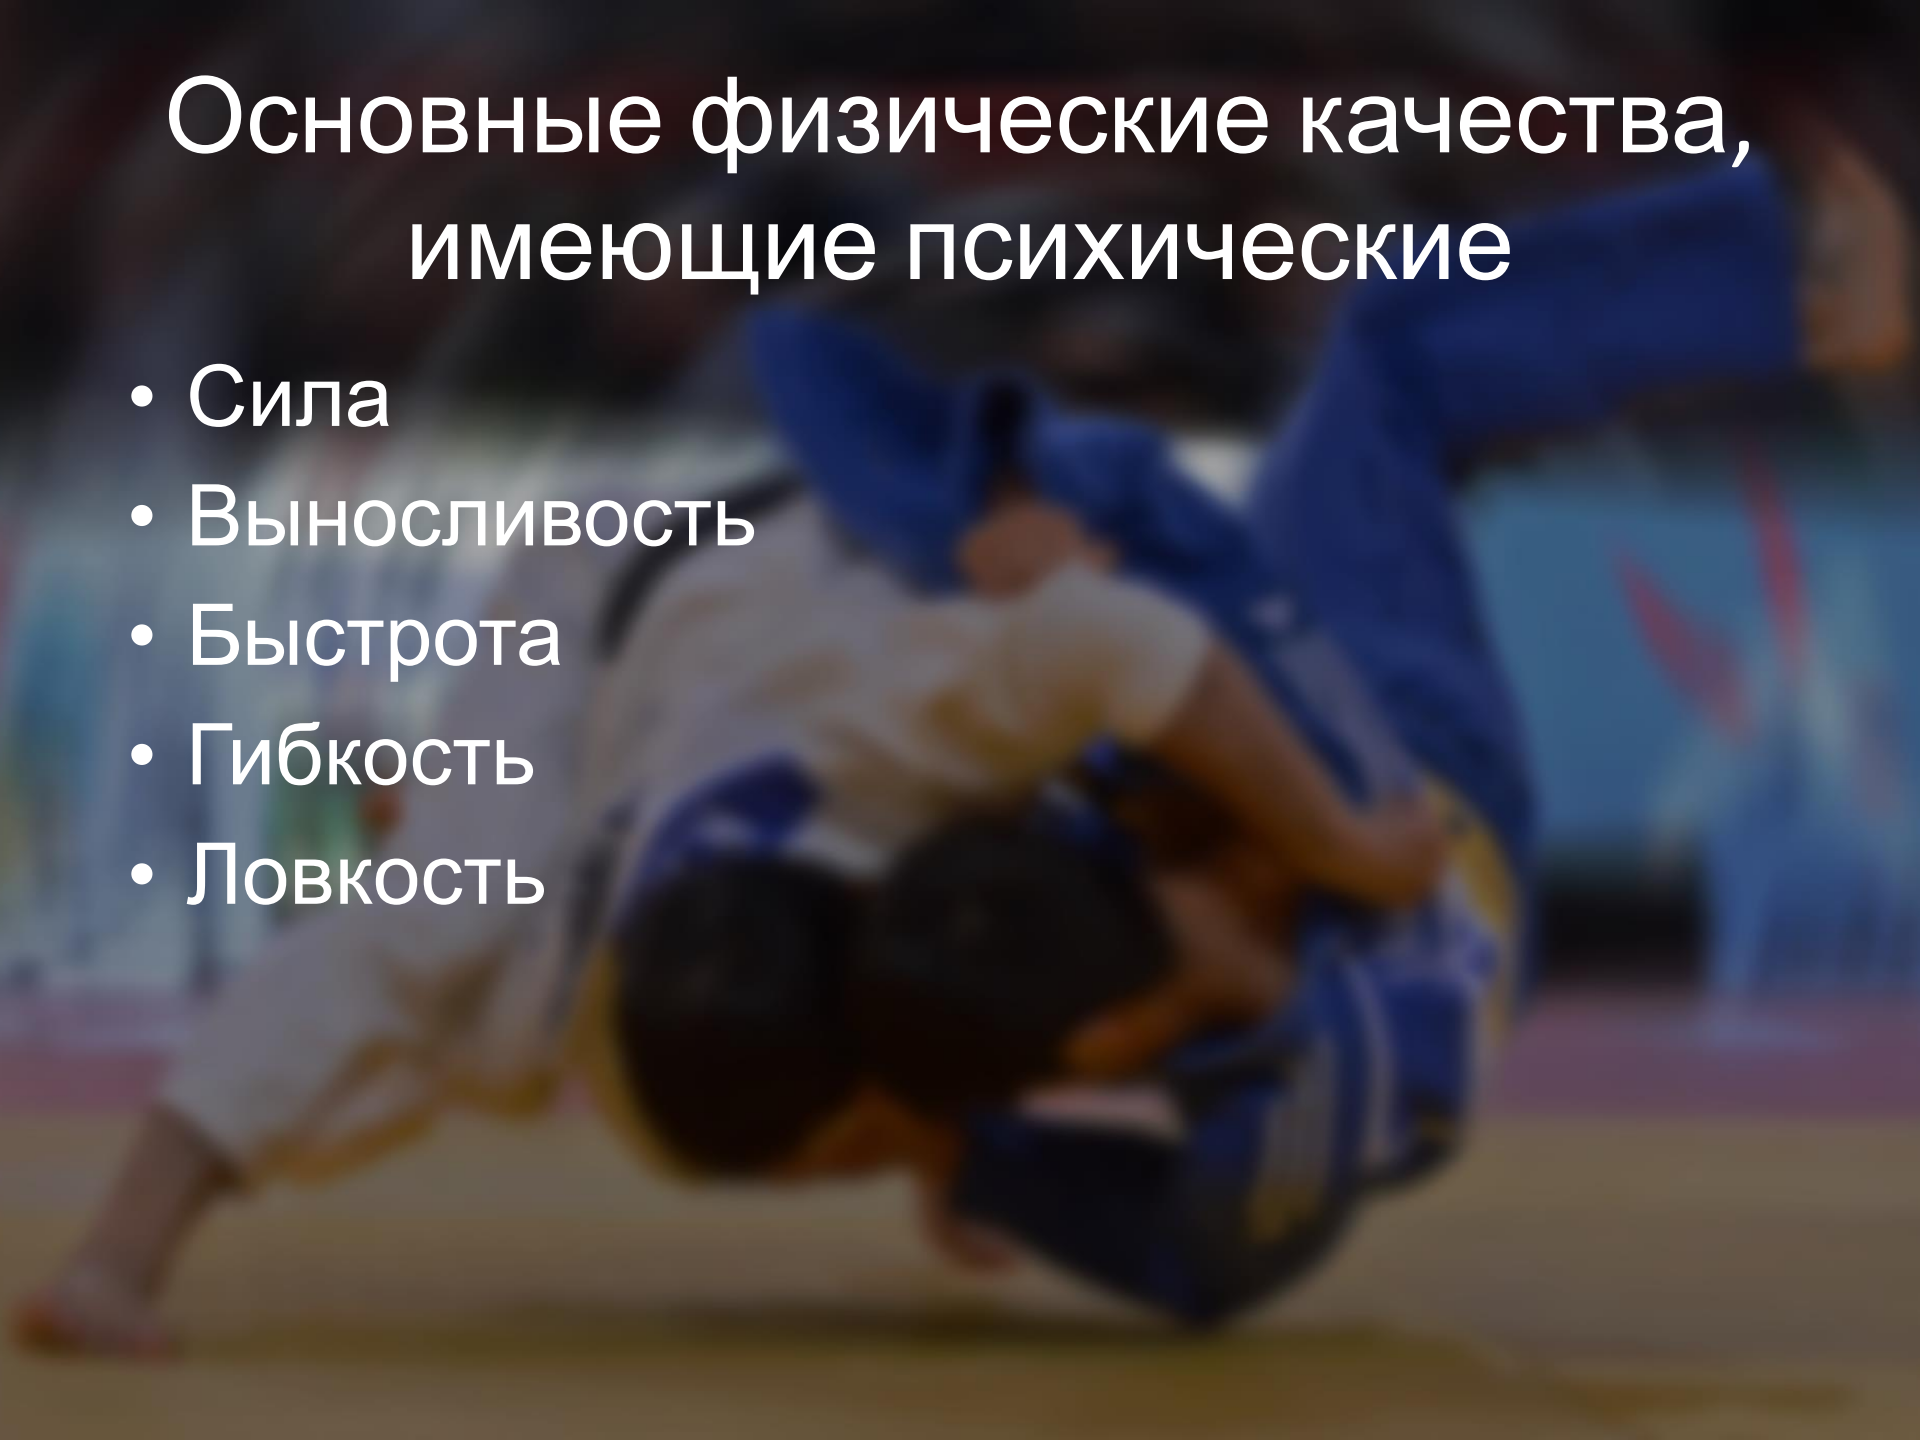 Основные физические качества,
имеющие психические
• Сила
• Выносливость
• Быстрота
• Гибкость
• Ловкость